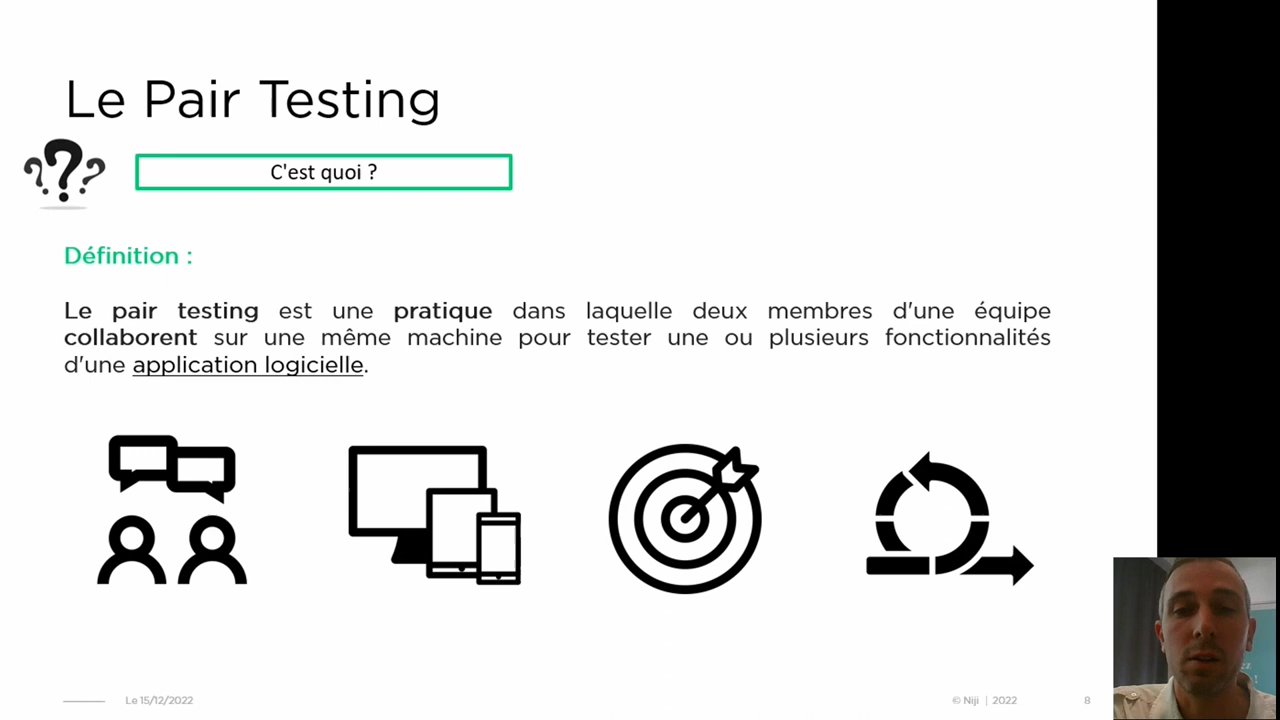 Le Pair Testing
C'est quoi ?
Définition :
Le pair testing est une pratique dans laquelle deux membres d'une équipe
collaborent sur une même machine pour tester une ou plusieurs fonctionnalités
d'une application logicielle.
Le 15/12/2022
© Niji | 2022
8